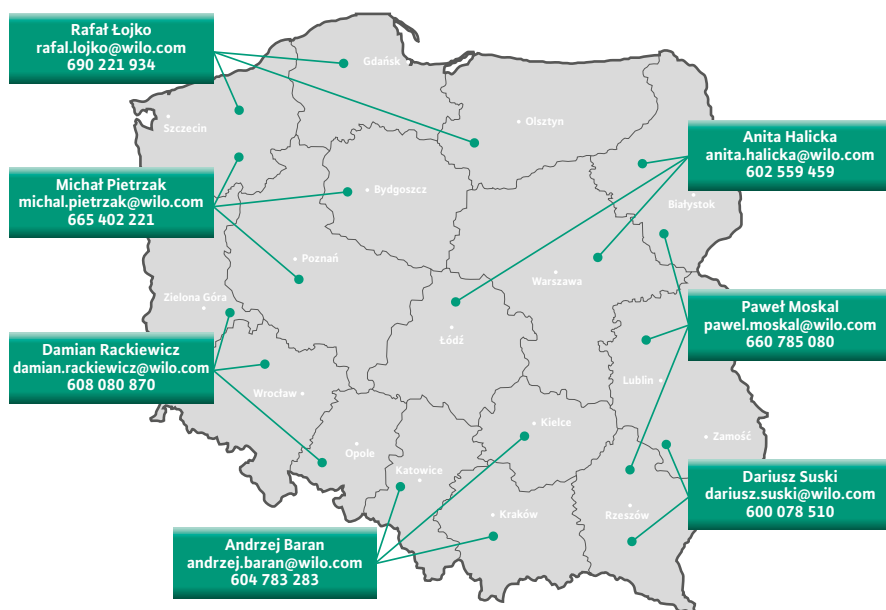 Rafał Łojko
rafal.lojko@wilo.com
690 221 934
Gdańsk
Szczecin
Olsztyn
Anita Halicka
anita.halicka@wilo.com
602 559 459
Michał Pietrzak
michal.pietrzak@wilo.com
665 402 221
Bydgoszcz
Białystok
Poznań
Warszawa
Zielona Góra
Paweł Moskal
pawel.moskal@wilo.com
660 785 080
Łódź
Damian Rackiewicz
damian.rackiewicz@wilo.com
608 080 870
Wrocław
Lublin
Kielce
Zamość
Opole
Katowice
Dariusz Suski
dariusz.suski@wilo.com
600 078 510
Kraków
Rzeszów
Andrzej Baran
andrzej.baran@wilo.com
604 783 283